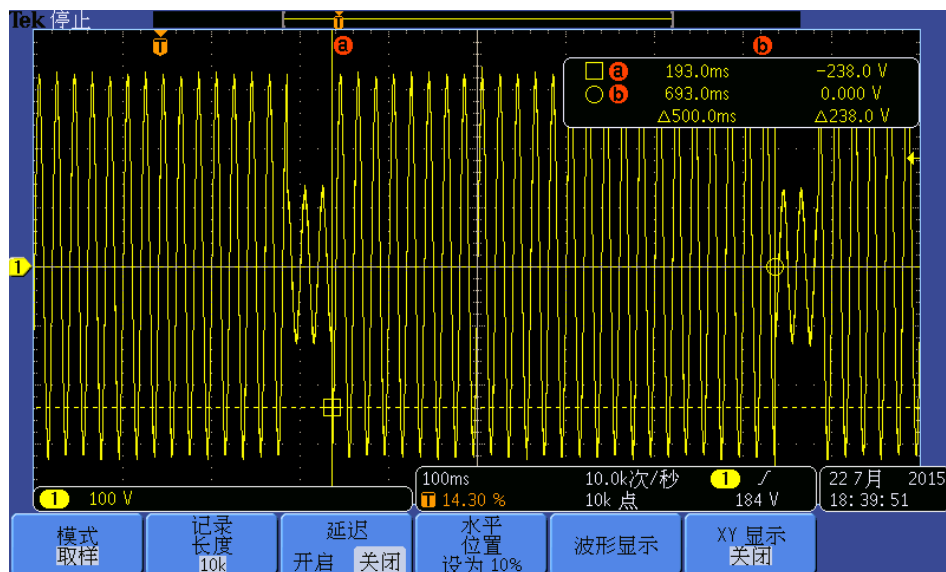 Tek 停止
T
T
a
b
a 193.0ms -238.0 V
b 693.0ms 0.000 V
△500.0ms △238.0 V
1
1 100 V
100ms 10.0k次/秒 1
T 14.30 % 10k 点 184 V
22 7月 2015
18:39:51
模式
取样
记录
长度
10k
延迟
开启 关闭
水平
位置
设为 10%
波形显示
XY 显示
关闭